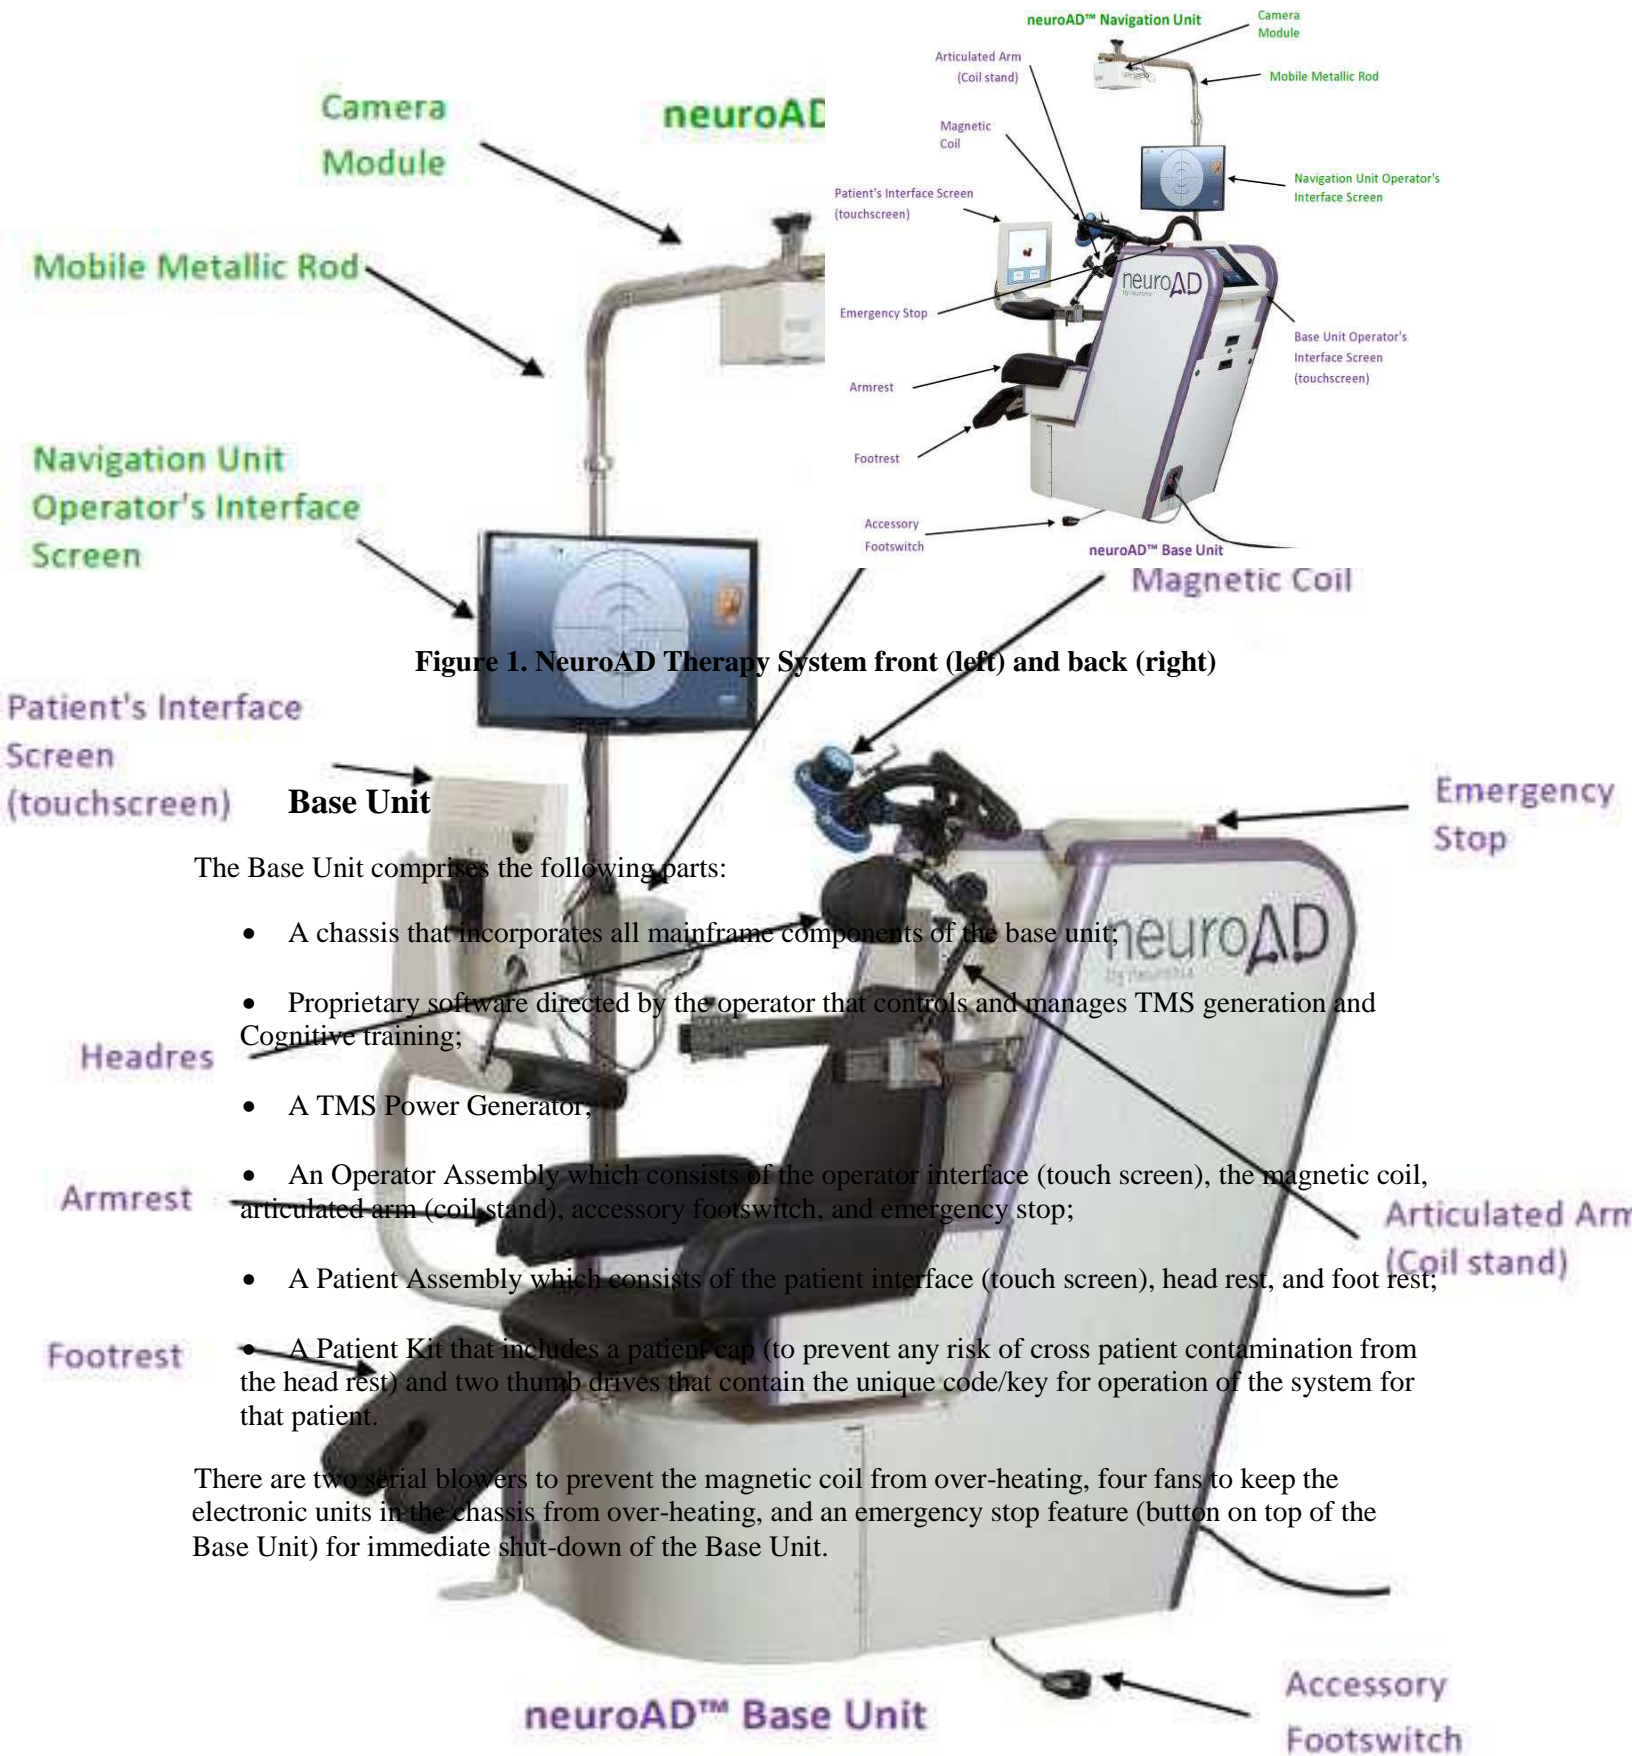 neuroAD™ Navigation Unit
Camera
Module
Articulated Arm
(Coil stand)
Mobile Metallic Rod
Magnetic
Coil
Navigation Unit Operator's
Interface Screen
Patient's Interface Screen
(touchscreen)
neuroAD
by neuronix
Emergency Stop
Base Unit Operator's
Interface Screen
(touchscreen)
Armrest
Footrest
Accessory
Footswitch
neuroAD™ Base Unit
Camera
Module
neuroAD
Mobile Metallic Rod
Navigation Unit
Operator's Interface
Screen
Magnetic Coil
Figure 1. NeuroAD Therapy System front (left) and back (right)
Patient's Interface
Screen
(touchscreen)
Emergency
Stop
Base Unit
The Base Unit comprises the following parts:
• A chassis that incorporates all mainframe components of the base unit;
neuroAD
by neuronix
• Proprietary software directed by the operator that controls and manages TMS generation and
Cognitive training;
Headres
• A TMS Power Generator;
• An Operator Assembly which consists of the operator interface (touch screen), the magnetic coil,
articulated arm (coil stand), accessory footswitch, and emergency stop;
Armrest
Articulated Arm
(Coil stand)
• A Patient Assembly which consists of the patient interface (touch screen), head rest, and foot rest;
Footrest
• A Patient Kit that includes a patient cap (to prevent any risk of cross patient contamination from
the head rest) and two thumb drives that contain the unique code/key for operation of the system for
that patient.
There are two serial blowers to prevent the magnetic coil from over-heating, four fans to keep the
electronic units in the chassis from over-heating, and an emergency stop feature (button on top of the
Base Unit) for immediate shut-down of the Base Unit.
Accessory
Footswitch
neuroAD™ Base Unit